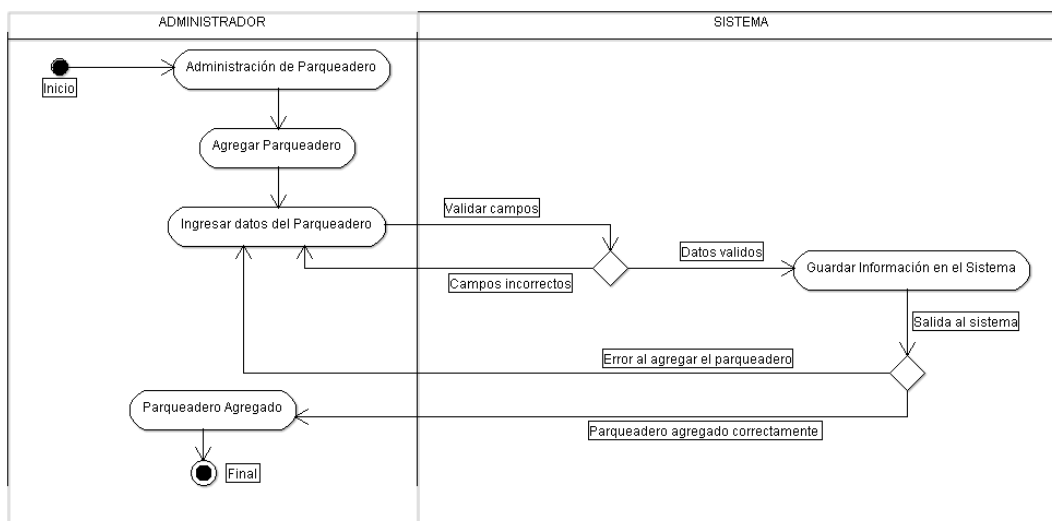 ADMINISTRADOR
SISTEMA
Administración de Parqueadero
Inicio
Agregar Parqueadero
Validar campos
Ingresar datos del Parqueadero
Datos validos
Campos incorrectos
Guardar Información en el Sistema
Salida al sistema
Error al agregar el parqueadero
Parqueadero Agregado
Parqueadero agregado correctamente
Final